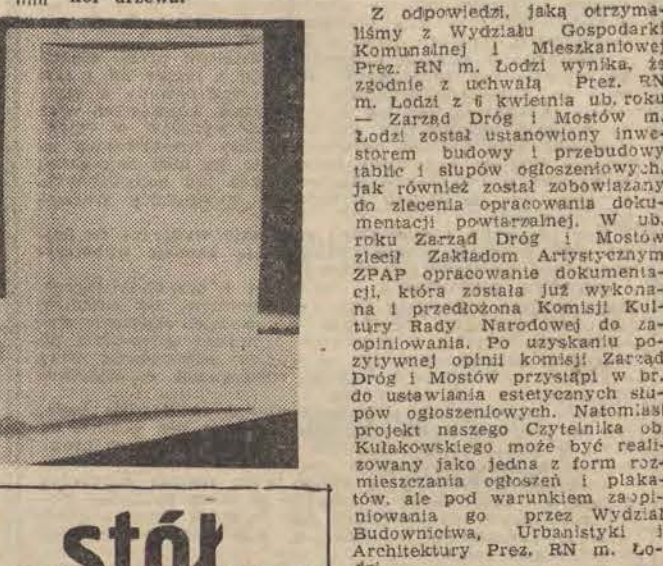 nor drzewa.
Z odpowiedzi, jaką otrzyma-
liśmy z Wydziału Gospodarki
Komunalnej i Mieszkaniowej
Prez. RN m. Łodzi wynika, że
zgodnie z uchwałą Prez. RN
m. Łodzi z 6 kwietnia ub. roku
— Zarząd Dróg i Mostów m.
Łodzi został ustanowiony inwe-
storem budowy i przebudowy
tablic i słupów ogłoszeniowych,
jak również został zobowiązany
do zlecenia opracowania doku-
mentacji powtarzalnej. W ub.
roku Zarząd Dróg i Mostów
zlecił Zakładom Artystycznym
ZPAP opracowanie dokumenta-
cji, która została już wykona-
na i przedłożona Komisji Kul-
tury Rady Narodowej do za-
opiniowania. Po uzyskaniu po-
zytywnej opinii komisji Zarząd
Dróg i Mostów przystąpi w br.
do ustawiania estetycznych słu-
pów ogłoszeniowych. Natomias
projekt naszego Czytelnika ob
Kułakowskiego może być reali-
zowany jako jedna z form roz-
mieszczania ogłoszeń i plaka-
tów, ale pod warunkiem zaopi-
niowania go przez Wydział
Budownictwa, Urbanistyki i
Architektury Prez. RN m. Ło-
stół